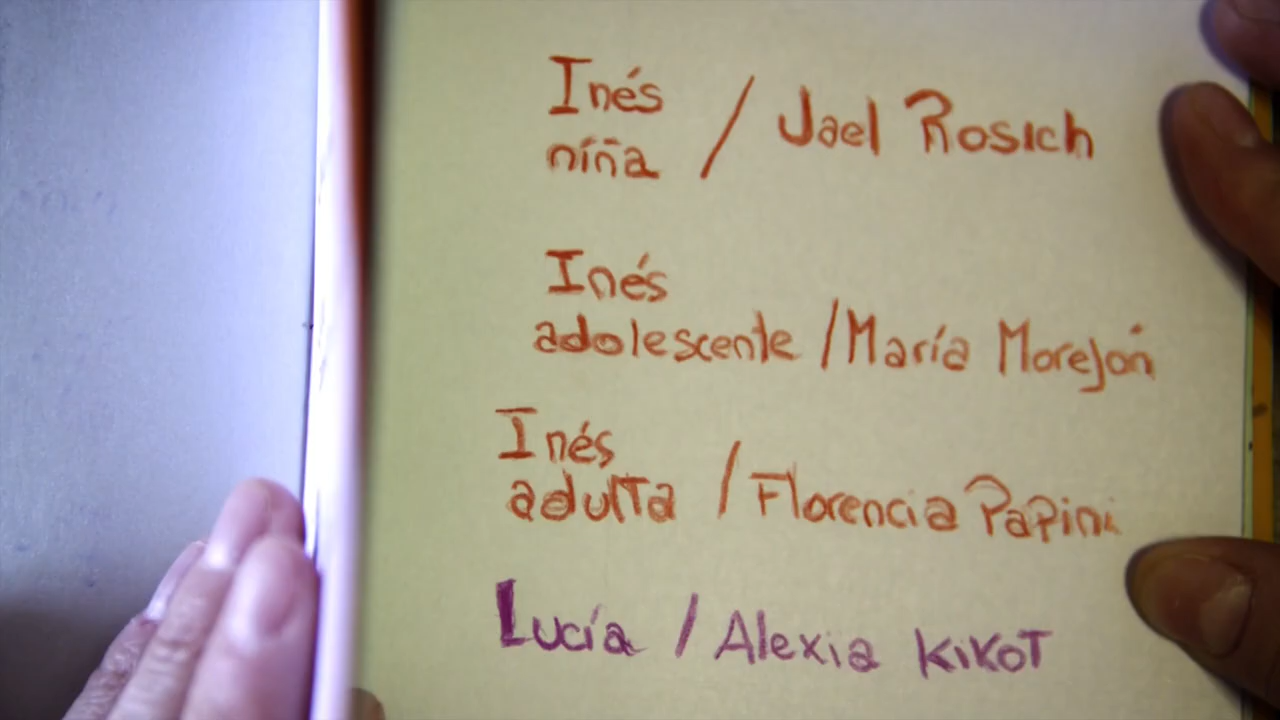 Inés
niña / Jael Rosich
Inés
adolescente / María Morejón
Inés
adulta / Florencia Papini
Lucía / Alexia Kikot